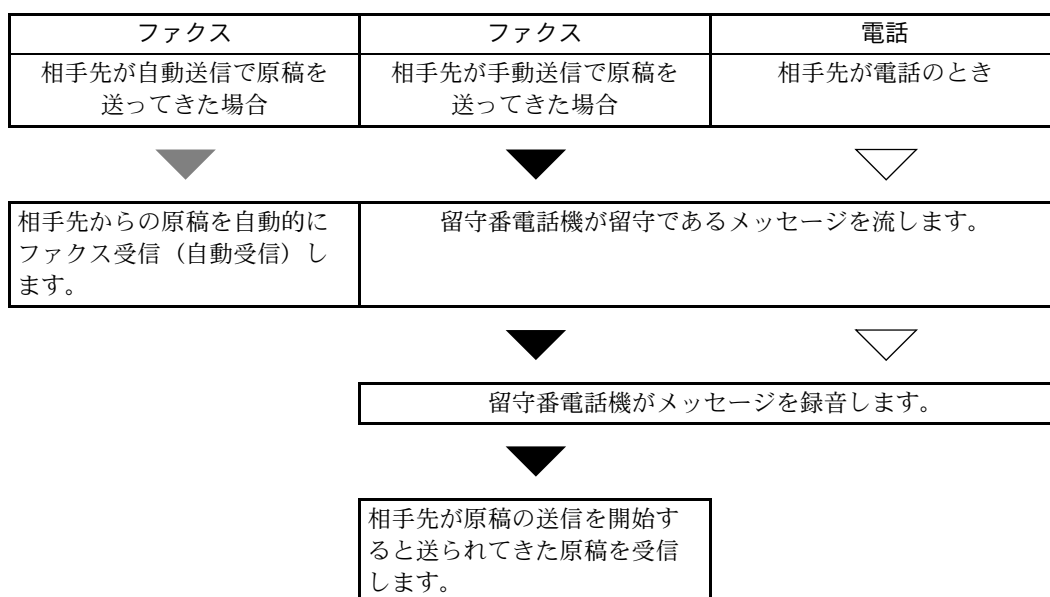 ファクス
ファクス
電話
相手先が自動送信で原稿を
送ってきた場合
相手先が手動送信で原稿を
送ってきた場合
相手先が電話のとき
相手先からの原稿を自動的に
ファクス受信（自動受信）し
ます。
留守番電話機が留守であるメッセージを流します。
留守番電話機がメッセージを録音します。
相手先が原稿の送信を開始す
ると送られてきた原稿を受信
します。